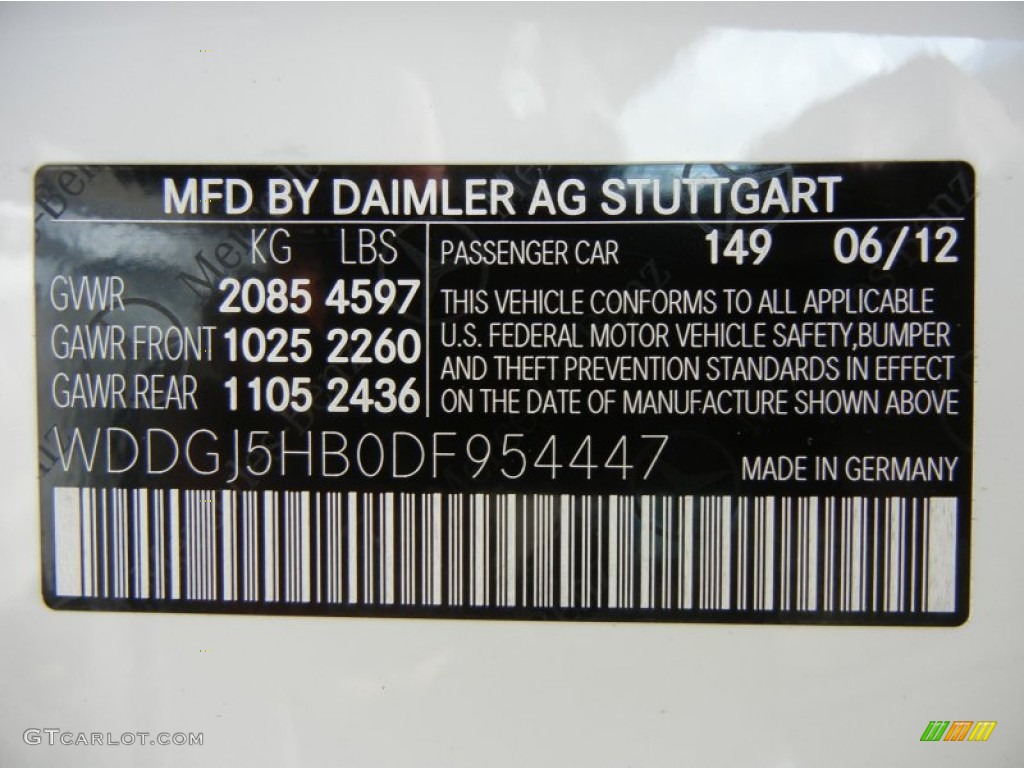 MFD BY DAIMLER AG STUTTGART
KG LBS
GVWR 2085 4597
GAWR FRONT 1025 2260
GAWR REAR 1105 2436
PASSENGER CAR 149 06/12
THIS VEHICLE CONFORMS TO ALL APPLICABLE
U.S. FEDERAL MOTOR VEHICLE SAFETY,BUMPER
AND THEFT PREVENTION STANDARDS IN EFFECT
ON THE DATE OF MANUFACTURE SHOWN ABOVE
WDDGJ5HB0DF954447 MADE IN GERMANY
GTCARLOT.COM